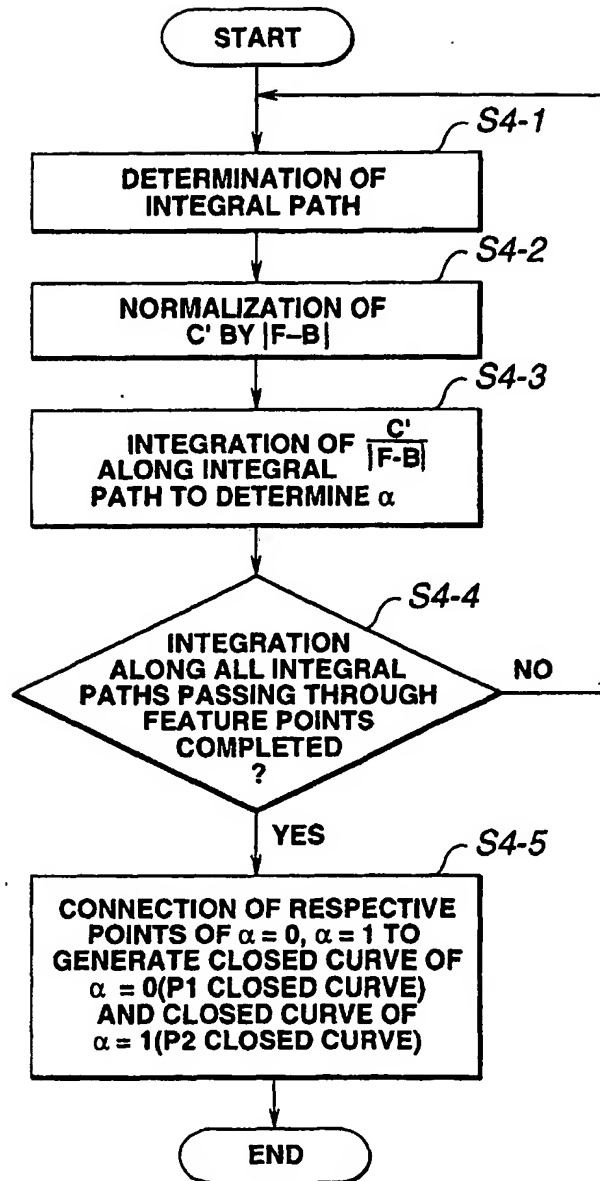 START
S4-1
DETERMINATION OF
INTEGRAL PATH
S4-2
NORMALIZATION OF
C' BY |F–B|
S4-3
INTEGRATION OF C'/|F-B|
ALONG INTEGRAL
PATH TO DETERMINE α
S4-4
INTEGRATION
ALONG ALL INTEGRAL
PATHS PASSING THROUGH
FEATURE POINTS
COMPLETED
?
NO
YES
S4-5
CONNECTION OF RESPECTIVE
POINTS OF α = 0, α = 1 TO
GENERATE CLOSED CURVE OF
α = 0(P1 CLOSED CURVE)
AND CLOSED CURVE OF
α = 1(P2 CLOSED CURVE)
END